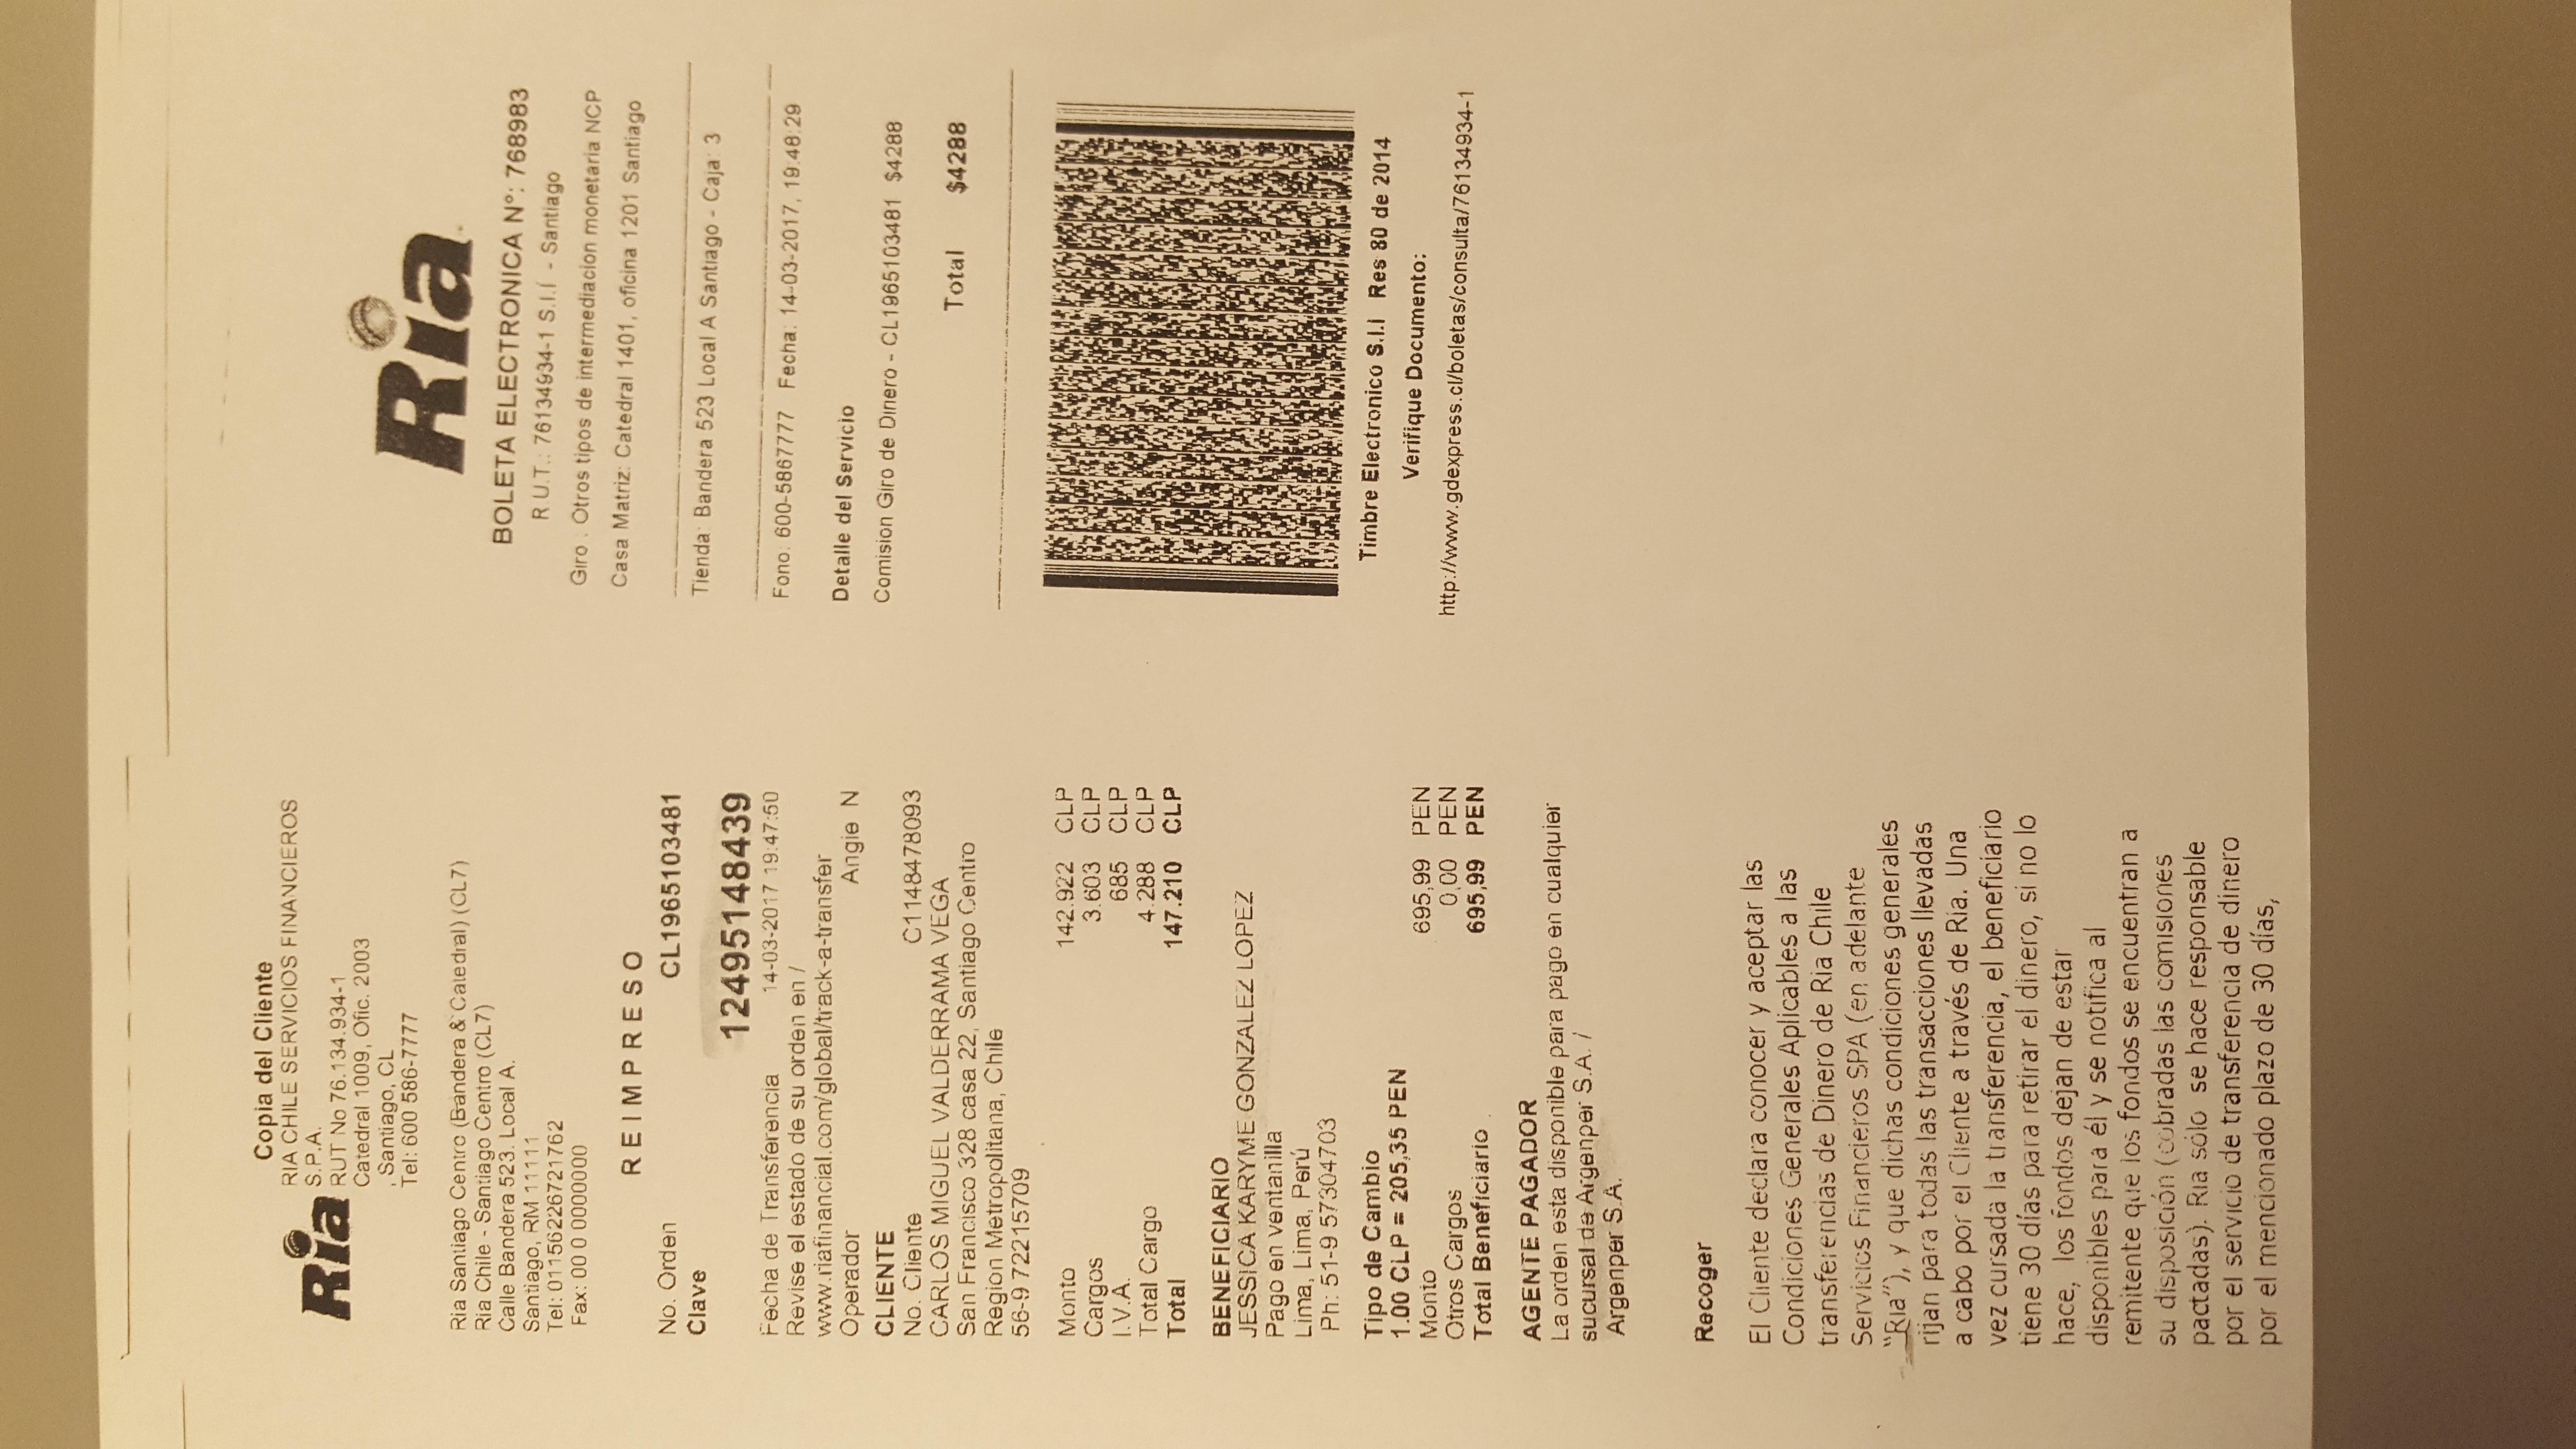 Copia del Cliente
Ria
RIA CHILE SERVICIOS FINANCIEROS
S.P.A.
RUT No 76.134.934-1
Catedral 1009, Ofic. 2003
, Santiago, CL
Tel: 600 586-7777
Ria Santiago Centro (Bandera & Catedral) (CL7)
Ria Chile - Santiago Centro (CL7)
Calle Bandera 523. Local A.
Santiago, RM 11111
Tel: 01156226721762
Fax: 00 0 0000000
REIMPRESO
No. Orden CL1965103481
Clave
12495148439
Fecha de Transferencia 14-03-2017 19:47:50
Revise el estado de su orden en /
www.riafinancial.com/global/track-a-transfer
Operador Angie N
CLIENTE
No. Cliente C11484478093
CARLOS MIGUEL VALDERRAMA VEGA
San Francisco 328 casa 22, Santiago Centro
Region Metropolitana, Chile
56-9 72215709
Monto 142.922 CLP
Cargos 3.603 CLP
I.V.A. 685 CLP
Total Cargo 4.288 CLP
Total 147.210 CLP
BENEFICIARIO
JESSICA KARYME GONZALEZ LOPEZ
Pago en ventanilla
Lima, Lima, Perú
Ph: 51-9 57304703
Tipo de Cambio
1.00 CLP = 205,35 PEN
Monto 695,99 PEN
Otros Cargos 0,00 PEN
Total Beneficiario 695,99 PEN
AGENTE PAGADOR
La orden esta disponible para pago en cualquier
sucursal de Argenper S.A. /
Argenper S.A.
Recoger
El Cliente declara conocer y aceptar las
Condiciones Generales Aplicables a las
transferencias de Dinero de Ria Chile
Servicios Financieros SPA (en adelante
"Ria"), y que dichas condiciones generales
rijan para todas las transacciones llevadas
a cabo por el Cliente a través de Ria. Una
vez cursada la transferencia, el beneficiario
tiene 30 días para retirar el dinero, si no lo
hace, los fondos dejan de estar
disponibles para él y se notifica al
remitente que los fondos se encuentran a
su disposición (cobradas las comisiones
pactadas). Ria sólo se hace responsable
por el servicio de transferencia de dinero
por el mencionado plazo de 30 días,
Ria
BOLETA ELECTRONICA N°: 7689983
R.U.T.: 76134934-1 S.I.Í - Santiago
Giro : Otros tipos de intermediacion monetaria NCP
Casa Matriz: Catedral 1401, oficina 1201 Santiago
Tienda: Bandera 523 Local A Santiago - Caja: 3
Fono: 600-5867777 Fecha: 14-03-2017, 19:48:29
Detalle del Servicio
Comision Giro de Dinero - CL1965103481 $4288
Total $4288
Timbre Electronico S.I.I Res 80 de 2014
Verifique Documento:
http://www.gdexpress.cl/boletas/consulta/76134934-1